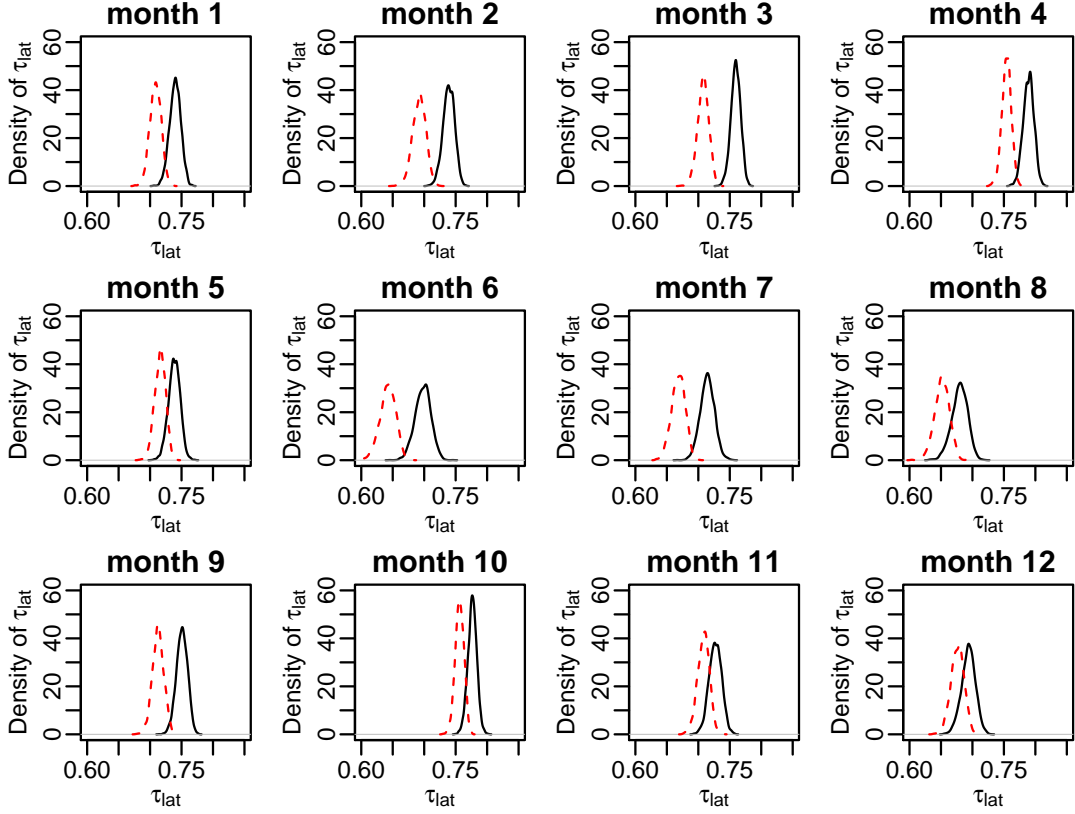 month 1
Density of τlat
0 20 40 60
0.60 0.75
τlat
month 2
Density of τlat
0 20 40 60
0.60 0.75
τlat
month 3
Density of τlat
0 20 40 60
0.60 0.75
τlat
month 4
Density of τlat
0 20 40 60
0.60 0.75
τlat
month 5
Density of τlat
0 20 40 60
0.60 0.75
τlat
month 6
Density of τlat
0 20 40 60
0.60 0.75
τlat
month 7
Density of τlat
0 20 40 60
0.60 0.75
τlat
month 8
Density of τlat
0 20 40 60
0.60 0.75
τlat
month 9
Density of τlat
0 20 40 60
0.60 0.75
τlat
month 10
Density of τlat
0 20 40 60
0.60 0.75
τlat
month 11
Density of τlat
0 20 40 60
0.60 0.75
τlat
month 12
Density of τlat
0 20 40 60
0.60 0.75
τlat